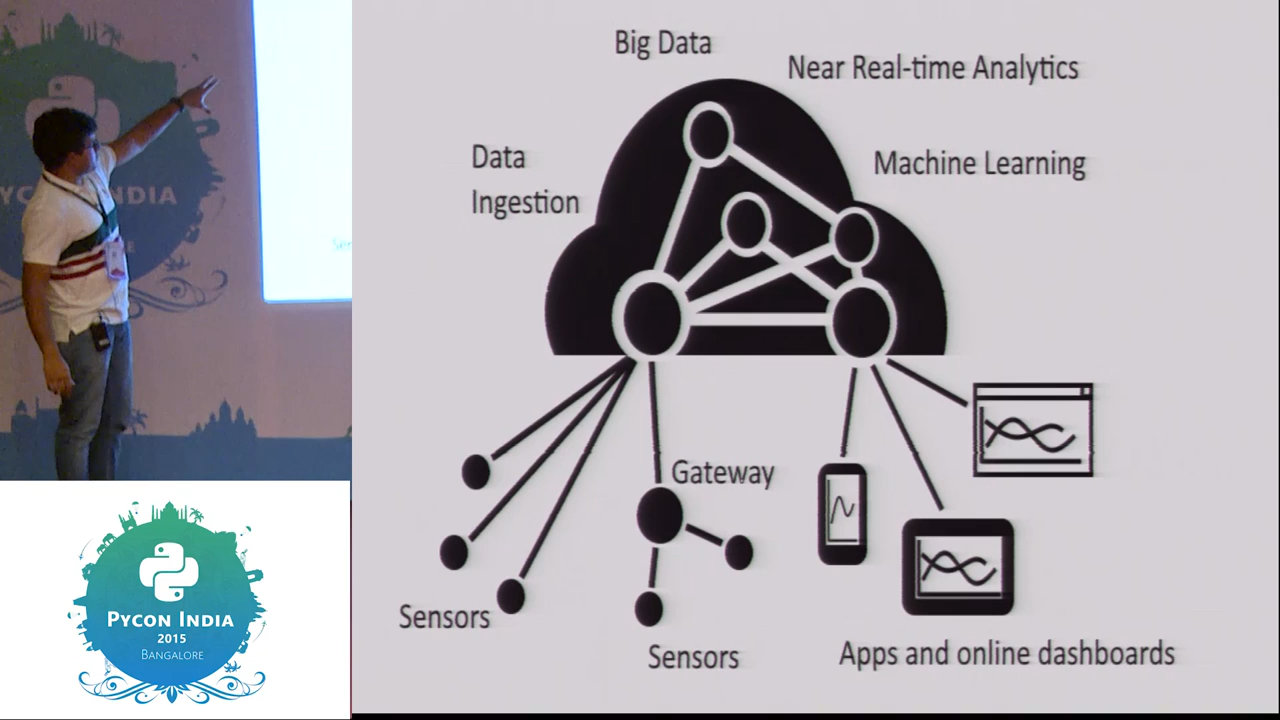 Big Data
Near Real-time Analytics
Data
Ingestion
Machine Learning
Gateway
Sensors
Sensors
Apps and online dashboards
INDIA
PYCON INDIA
2015
BANGALORE